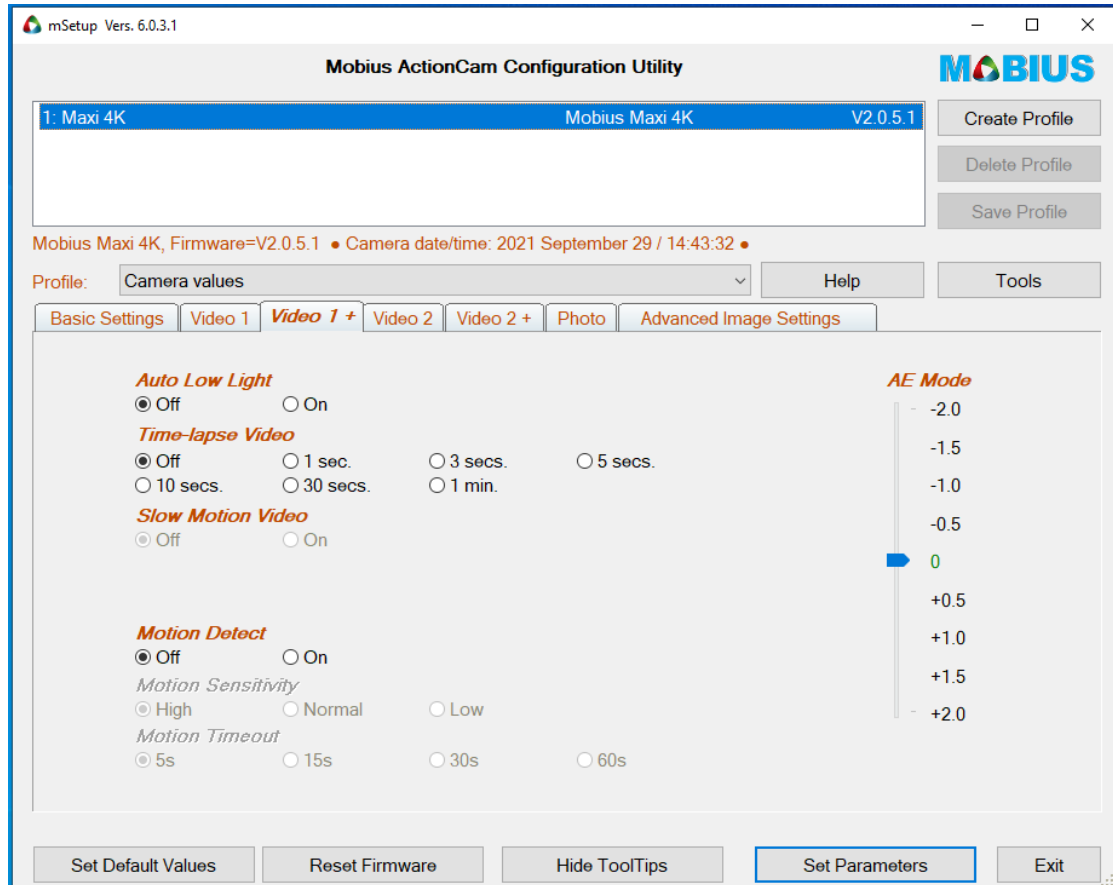 mSetup Vers. 6.0.3.1
Mobius ActionCam Configuration Utility
MOBIUS
1: Maxi 4K Mobius Maxi 4K V2.0.5.1
Create Profile
Delete Profile
Save Profile
Mobius Maxi 4K, Firmware=V2.0.5.1 ● Camera date/time: 2021 September 29 / 14:43:32 ●
Profile: Camera values Help Tools
Basic Settings Video 1 Video 1 + Video 2 Video 2 + Photo Advanced Image Settings
Auto Low Light
Off On
Time-lapse Video
Off 1 sec. 3 secs. 5 secs.
10 secs. 30 secs. 1 min.
Slow Motion Video
Off On
Motion Detect
Off On
Motion Sensitivity
High Normal Low
Motion Timeout
5s 15s 30s 60s
AE Mode
-2.0
-1.5
-1.0
-0.5
0
+0.5
+1.0
+1.5
+2.0
Set Default Values Reset Firmware Hide ToolTips Set Parameters Exit